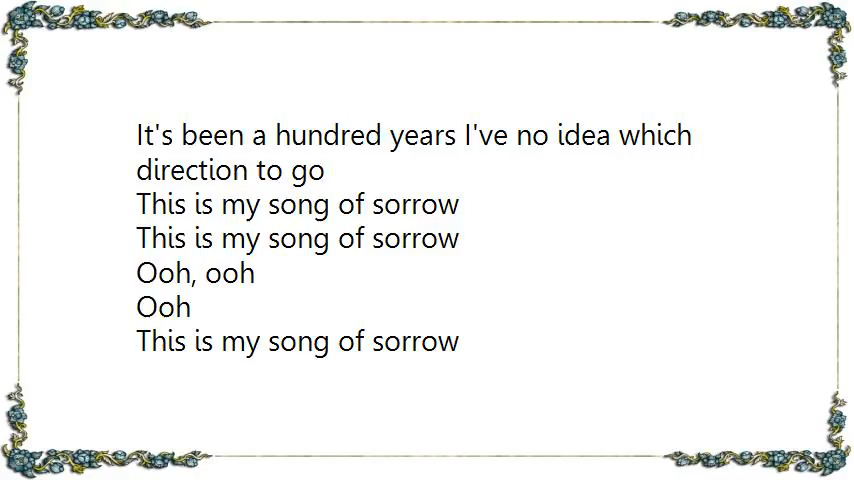 It's been a hundred years I've no idea which
direction to go
This is my song of sorrow
This is my song of sorrow
Ooh, ooh
Ooh
This is my song of sorrow